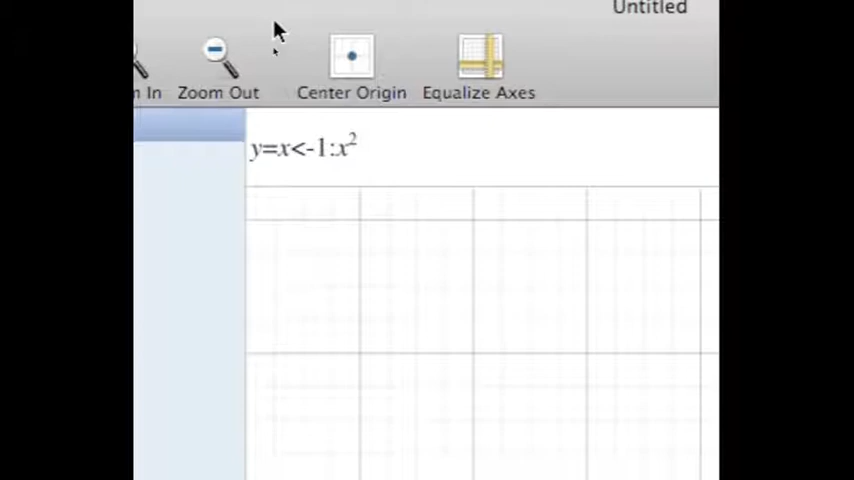 Untitled
m In Zoom Out Center Origin Equalize Axes
y=x<-1:x²